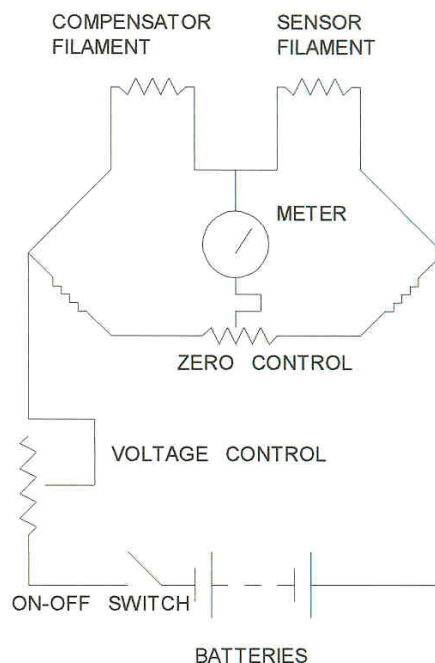 COMPENSATOR
FILAMENT
SENSOR
FILAMENT
METER
ZERO CONTROL
VOLTAGE CONTROL
ON-OFF SWITCH
BATTERIES